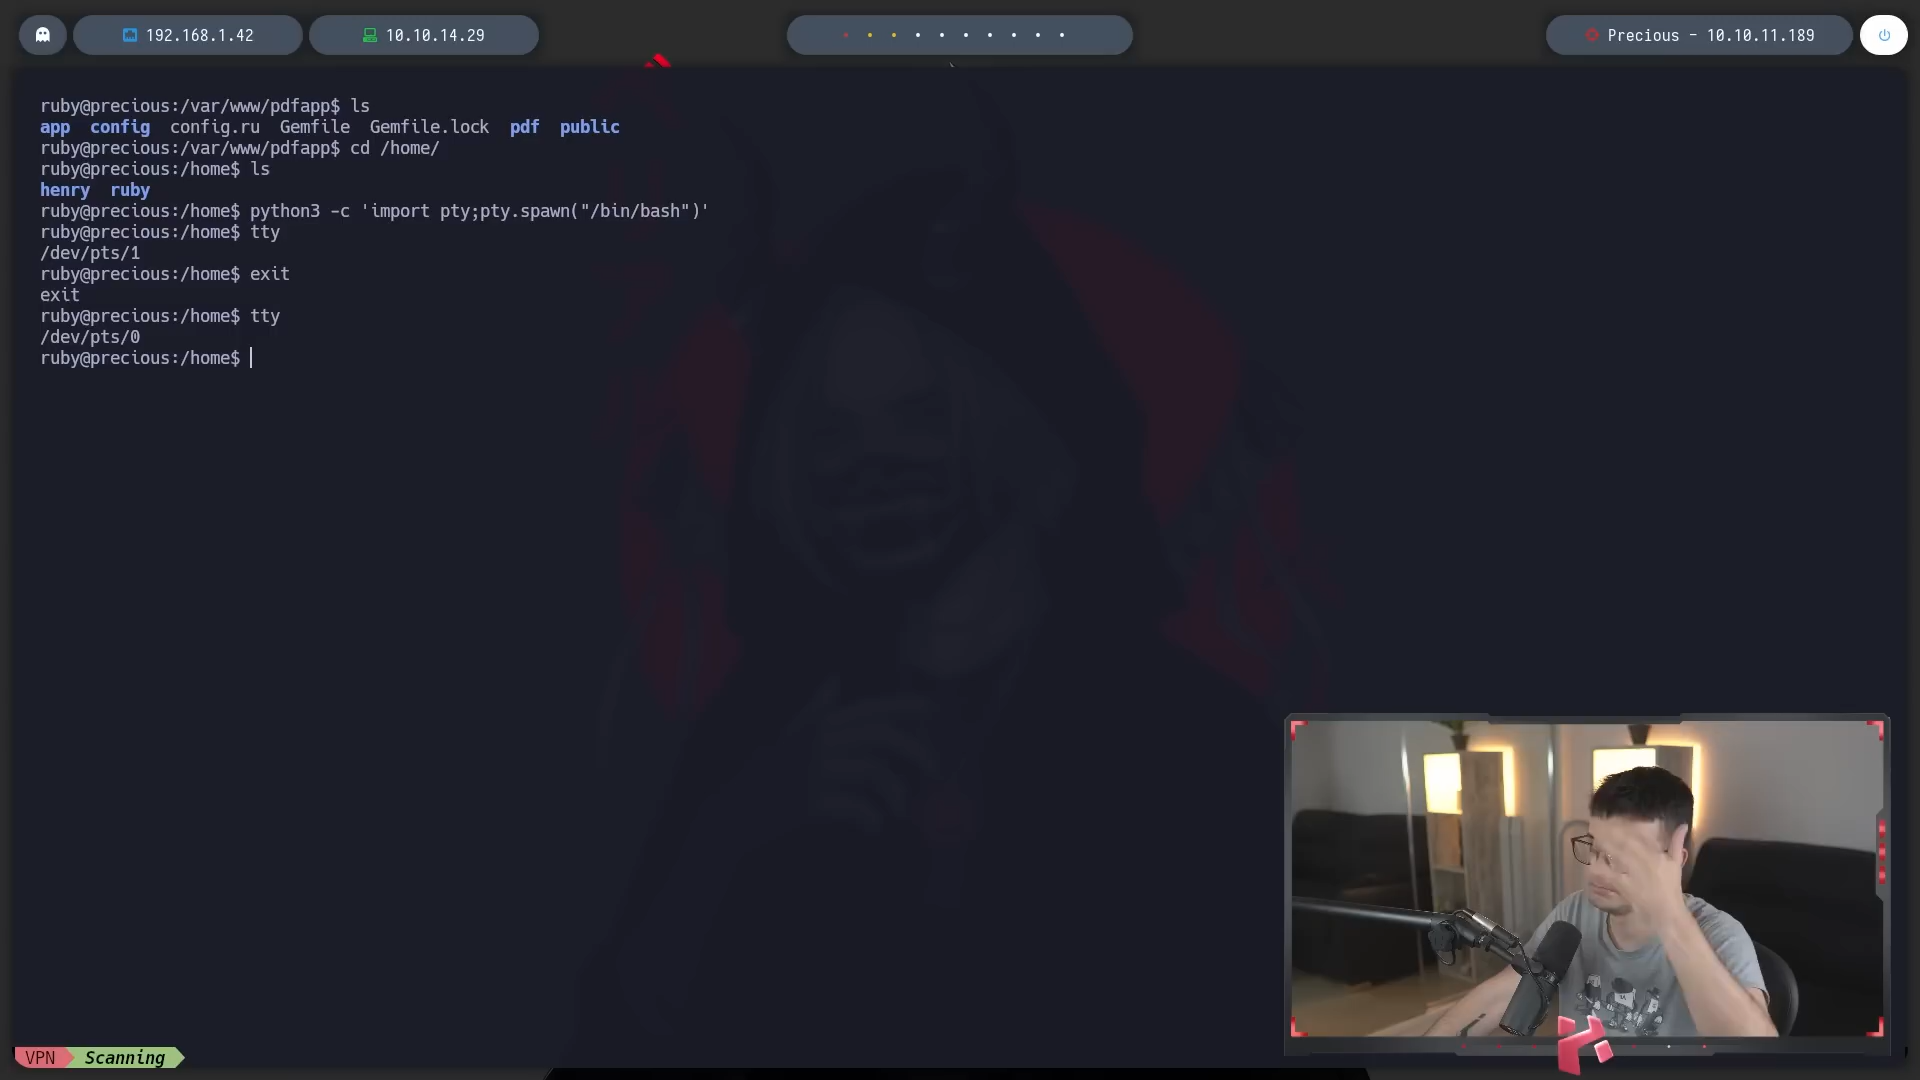 192.168.1.42
10.10.14.29
Precious - 10.10.11.189
ruby@precious:/var/www/pdfapp$ ls
app config config.ru Gemfile Gemfile.lock pdf public
ruby@precious:/var/www/pdfapp$ cd /home/
ruby@precious:/home$ ls
henry ruby
ruby@precious:/home$ python3 -c 'import pty;pty.spawn("/bin/bash")'
ruby@precious:/home$ tty
/dev/pts/1
ruby@precious:/home$ exit
exit
ruby@precious:/home$ tty
/dev/pts/0
ruby@precious:/home$
VPN Scanning